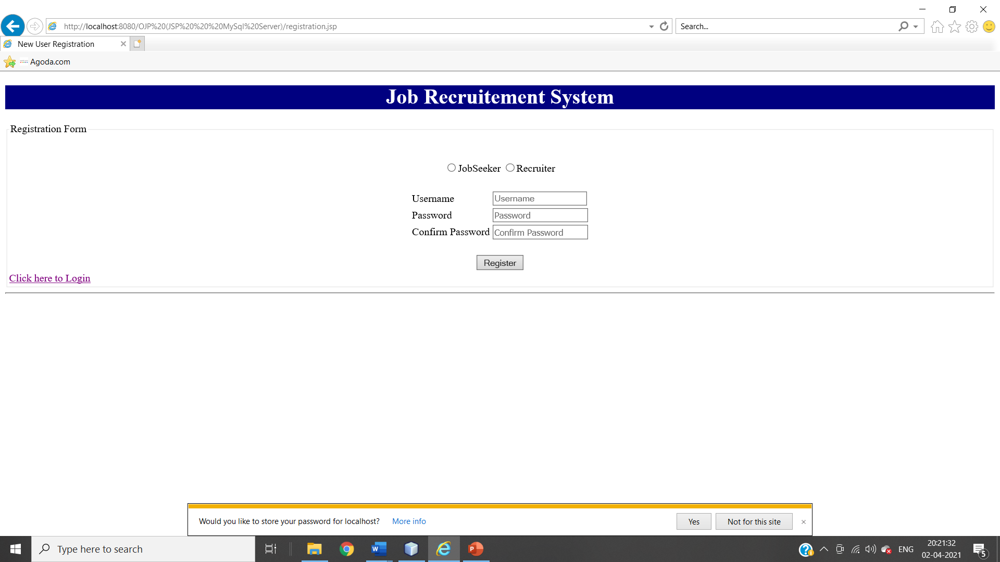 http://localhost:8080/OJP%20(JSP%20%20%20MySql%20Server)/registration.jsp
Search...
New User Registration
Agoda.com
Job Recruitement System
Registration Form
JobSeeker Recruiter
Username Username
Password Password
Confirm Password Confirm Password
Register
Click here to Login
Would you like to store your password for localhost? More info Yes Not for this site
Type here to search
ENG
20:21:32
02-04-2021
5